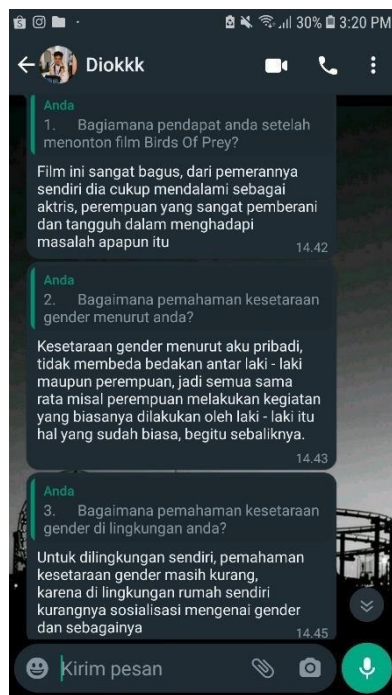 30% 3:20 PM
Diokkk
Anda
1. Bagiamana pendapat anda setelah
menonton film Birds Of Prey?
Film ini sangat bagus, dari pemerannya
sendiri dia cukup mendalami sebagai
aktris, perempuan yang sangat pemberani
dan tangguh dalam menghadapi
masalah apapun itu
14.42
Anda
2. Bagaimana pemahaman kesetaraan
gender menurut anda?
Kesetaraan gender menurut aku pribadi,
tidak membeda bedakan antar laki - laki
maupun perempuan, jadi semua sama
rata misal perempuan melakukan kegiatan
yang biasanya dilakukan oleh laki - laki itu
hal yang sudah biasa, begitu sebaliknya.
14.43
Anda
3. Bagaimana pemahaman kesetaraan
gender di lingkungan anda?
Untuk dilingkungan sendiri, pemahaman
kesetaraan gender masih kurang,
karena di lingkungan rumah sendiri
kurangnya sosialisasi mengenai gender
dan sebagainya
14.45
Kirim pesan